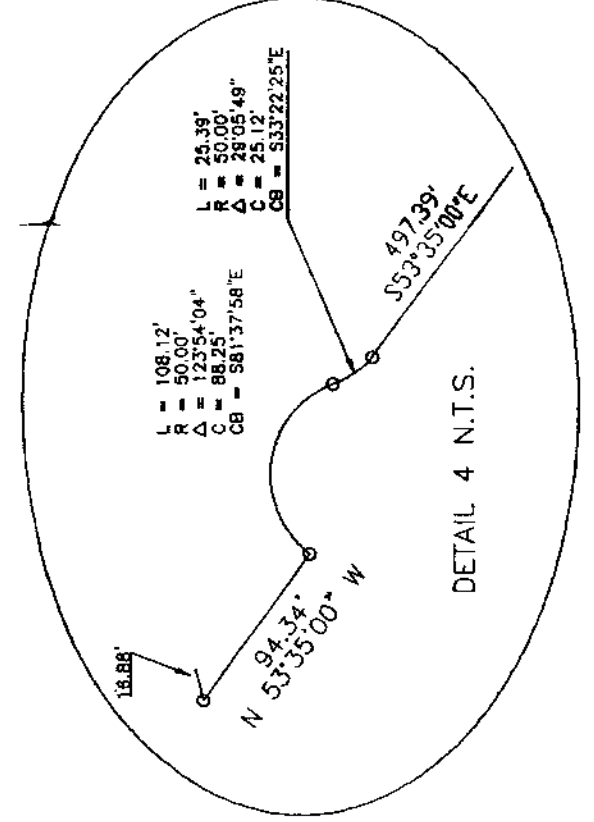 L = 25.39'
R = 50.00'
Δ = 29°05'49"
C = 25.12'
CB = S33°22'25"E
L = 108.12'
R = 50.00'
Δ = 123°54'04"
C = 88.25'
CB = S81°37'58"E
497.39'
S53°35'00"E
16.88'
94.34'
N 53°35'00" W
DETAIL 4 N.T.S.